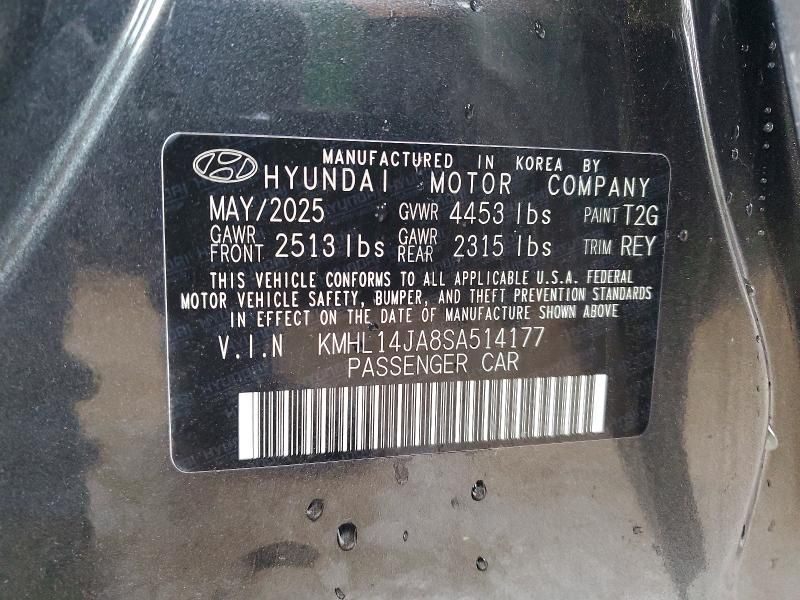 MANUFACTURED IN KOREA BY
HYUNDAI MOTOR COMPANY
MAY/2025 GVWR 4453 lbs PAINT T2G
GAWR FRONT 2513 lbs GAWR REAR 2315 lbs TRIM REY
THIS VEHICLE CONFORMS TO ALL APPLICABLE U.S.A. FEDERAL
MOTOR VEHICLE SAFETY, BUMPER, AND THEFT PREVENTION STANDARDS
IN EFFECT ON THE DATE OF MANUFACTURE SHOWN ABOVE
V.I.N KMHL14JA8SA514177
PASSENGER CAR